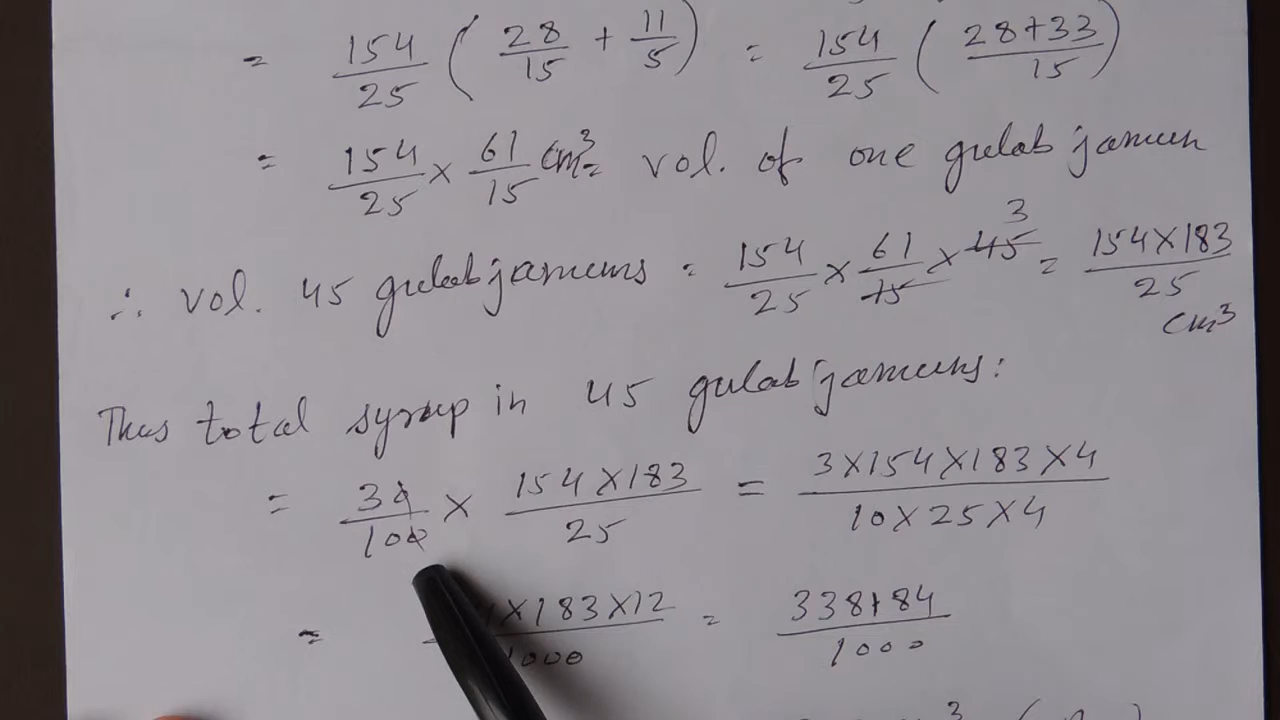 = 154/25 ( 28/15 + 11/5 ) = 154/25 ( 28+33/15 )
= 154/25 × 61/15 cm³ = vol. of one gulab jamun
∴ vol. 45 gulab jamuns = 154/25 × 61/15 × 45 3 = 154×183/25 cm³
Thus total syrup in 45 gulab jamuns:
= 30/100 × 154×183/25 = 3×154×183×4/10×25×4
= ×183×12/1000 =338184/1000